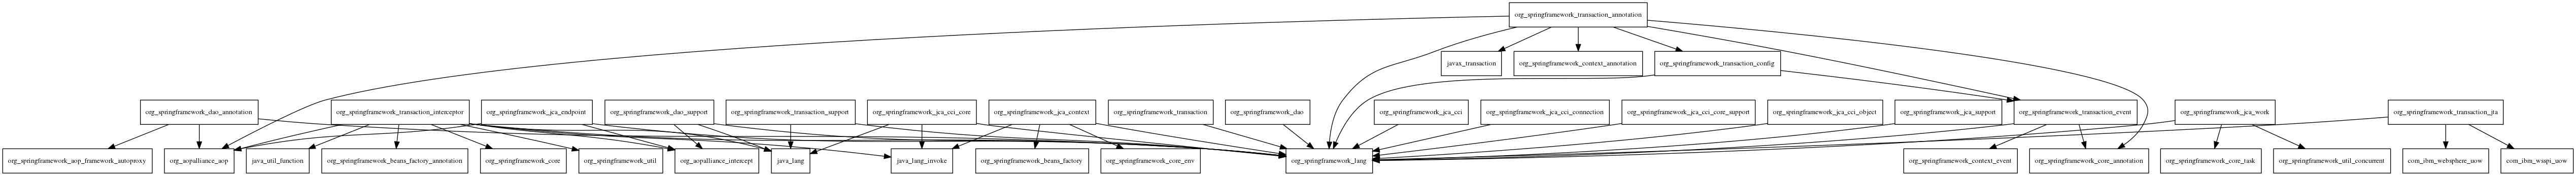 org_springframework_transaction_annotation
javax_transaction
org_springframework_context_annotation
org_springframework_transaction_config
org_springframework_dao_annotation
org_springframework_transaction_interceptor
org_springframework_jca_endpoint
org_springframework_dao_support
org_springframework_transaction_support
org_springframework_jca_cci_core
org_springframework_jca_context
org_springframework_transaction
org_springframework_dao
org_springframework_jca_cci
org_springframework_jca_cci_connection
org_springframework_jca_cci_core_support
org_springframework_jca_cci_object
org_springframework_jca_support
org_springframework_transaction_event
org_springframework_jca_work
org_springframework_transaction_jta
org_springframework_aop_framework_autoproxy
org_aopalliance_aop
java_util_function
org_springframework_beans_factory_annotation
org_springframework_core
org_springframework_util
org_aopalliance_intercept
java_lang
java_lang_invoke
org_springframework_beans_factory
org_springframework_core_env
org_springframework_lang
org_springframework_context_event
org_springframework_core_annotation
org_springframework_core_task
org_springframework_util_concurrent
com_ibm_websphere_uow
com_ibm_wsspi_uow